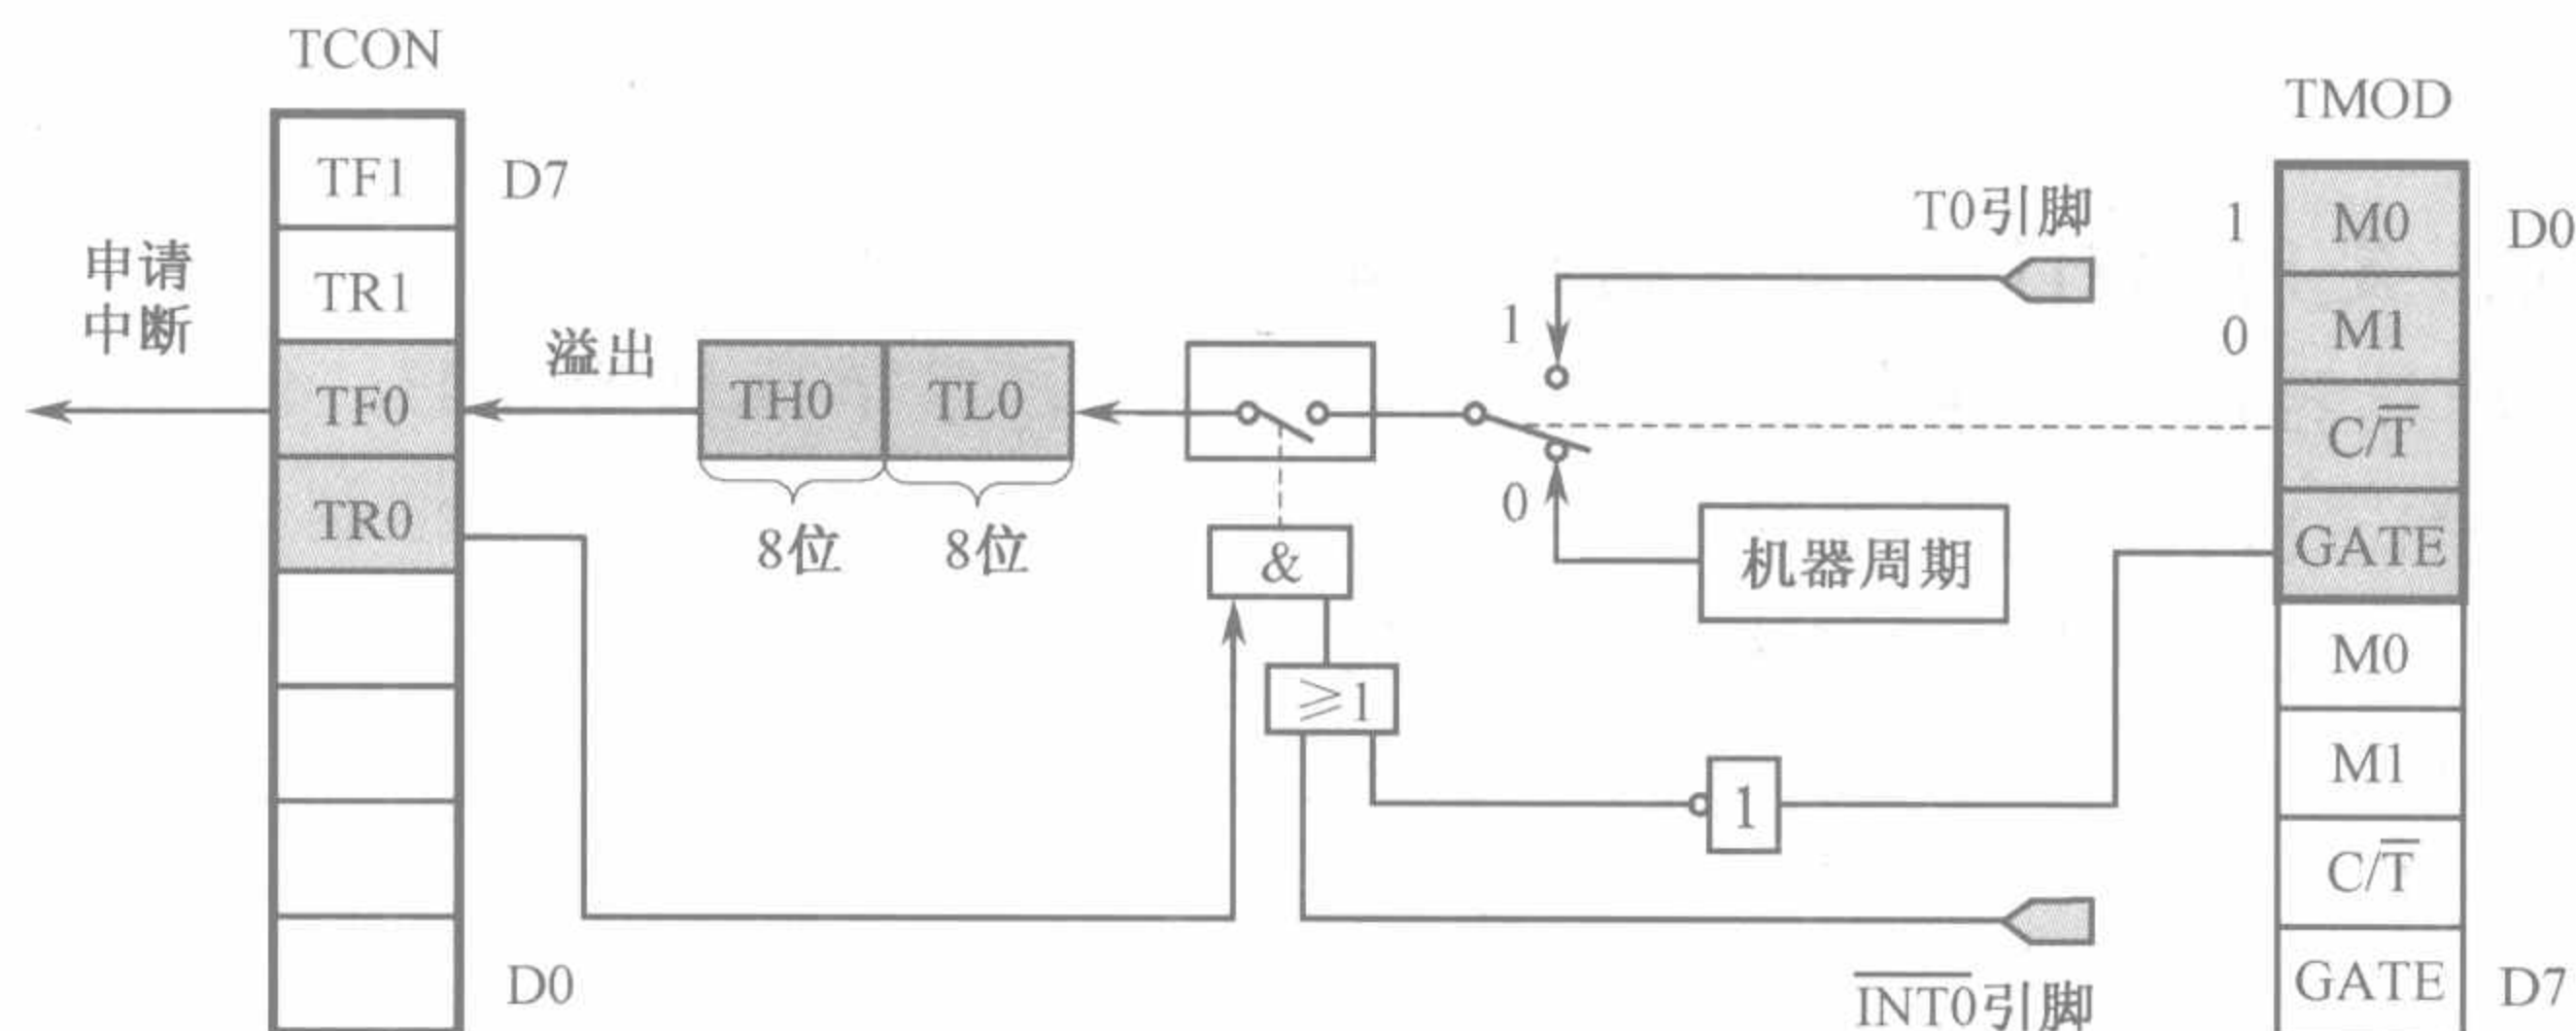 TCON
TMOD
TF1
D7
TR1
TF0
TR0
D0
申请
中断
溢出
TH0
TL0
8位
8位
&
≥1
1
0
T0引脚
机器周期
1
INT0引脚
1
0
M0
D0
M1
C/T
GATE
M0
M1
C/T
GATE
D7